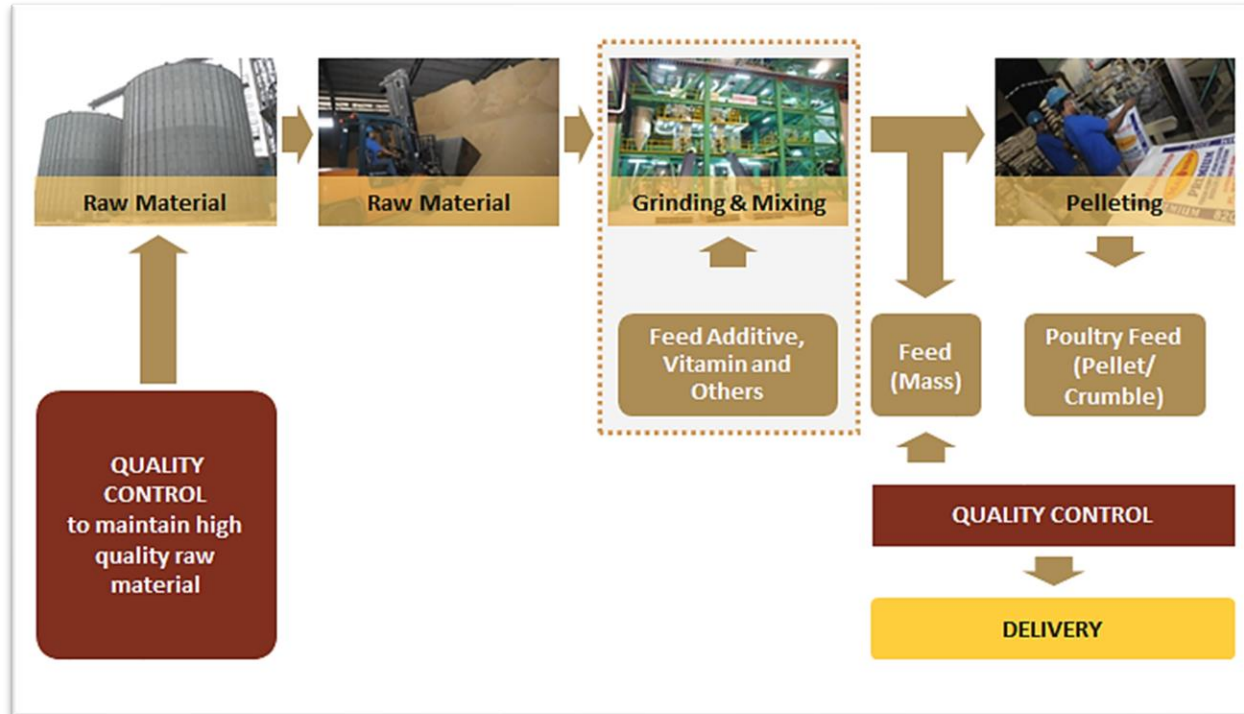 Raw Material
Raw Material
Grinding & Mixing
Pelleting
PREMIUM
Feed Additive,
Vitamin and
Others
Feed
(Mass)
Poultry Feed
(Pellet/
Crumble)
QUALITY
CONTROL
to maintain high
quality raw
material
QUALITY CONTROL
DELIVERY